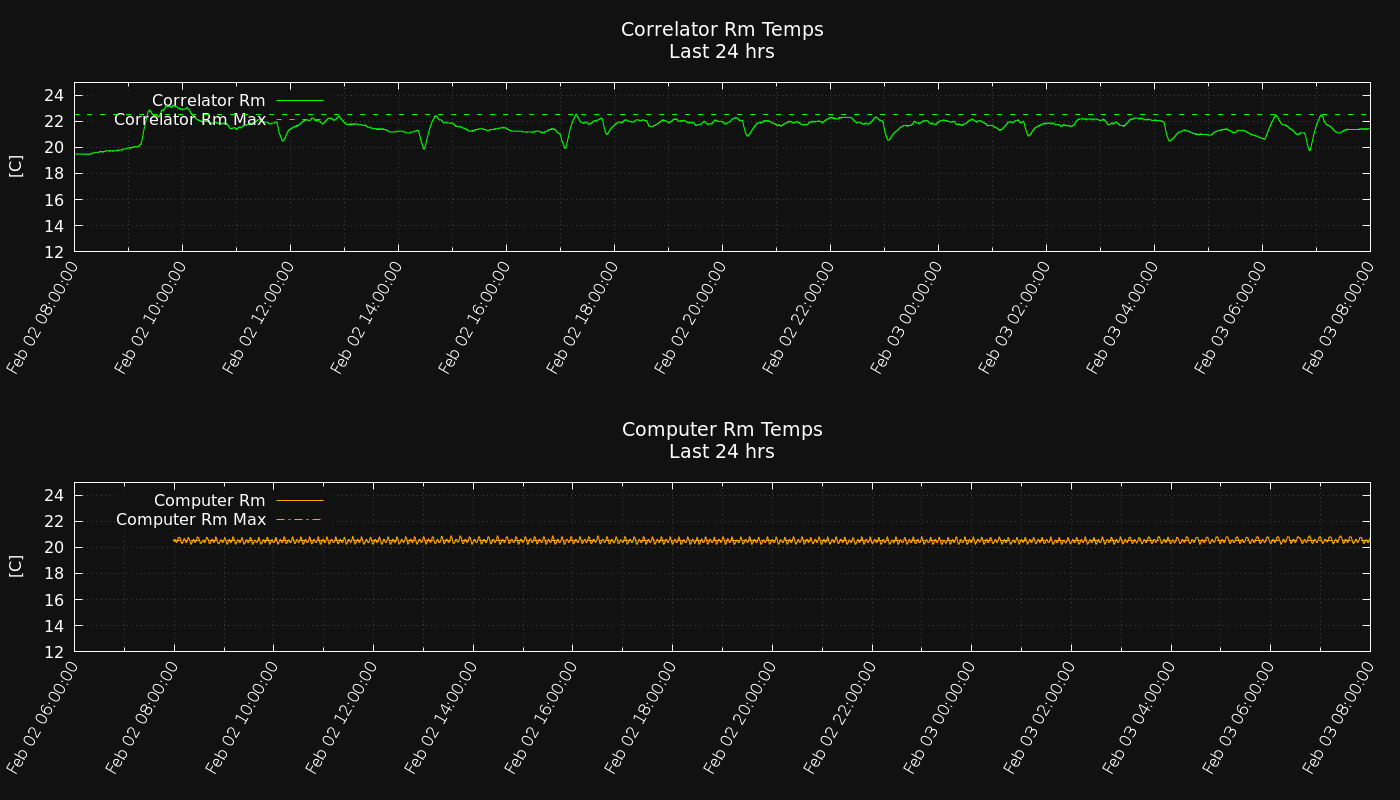 Correlator Rm Temps
Last 24 hrs
Correlator Rm
Correlator Rm Max
[C]
24
22
20
18
16
14
12
Feb 02 08:00:00
Feb 02 10:00:00
Feb 02 12:00:00
Feb 02 14:00:00
Feb 02 16:00:00
Feb 02 18:00:00
Feb 02 20:00:00
Feb 02 22:00:00
Feb 03 00:00:00
Feb 03 02:00:00
Feb 03 04:00:00
Feb 03 06:00:00
Feb 03 08:00:00
Computer Rm Temps
Last 24 hrs
Computer Rm
Computer Rm Max
[C]
24
22
20
18
16
14
12
Feb 02 06:00:00
Feb 02 08:00:00
Feb 02 10:00:00
Feb 02 12:00:00
Feb 02 14:00:00
Feb 02 16:00:00
Feb 02 18:00:00
Feb 02 20:00:00
Feb 02 22:00:00
Feb 03 00:00:00
Feb 03 02:00:00
Feb 03 04:00:00
Feb 03 06:00:00
Feb 03 08:00:00